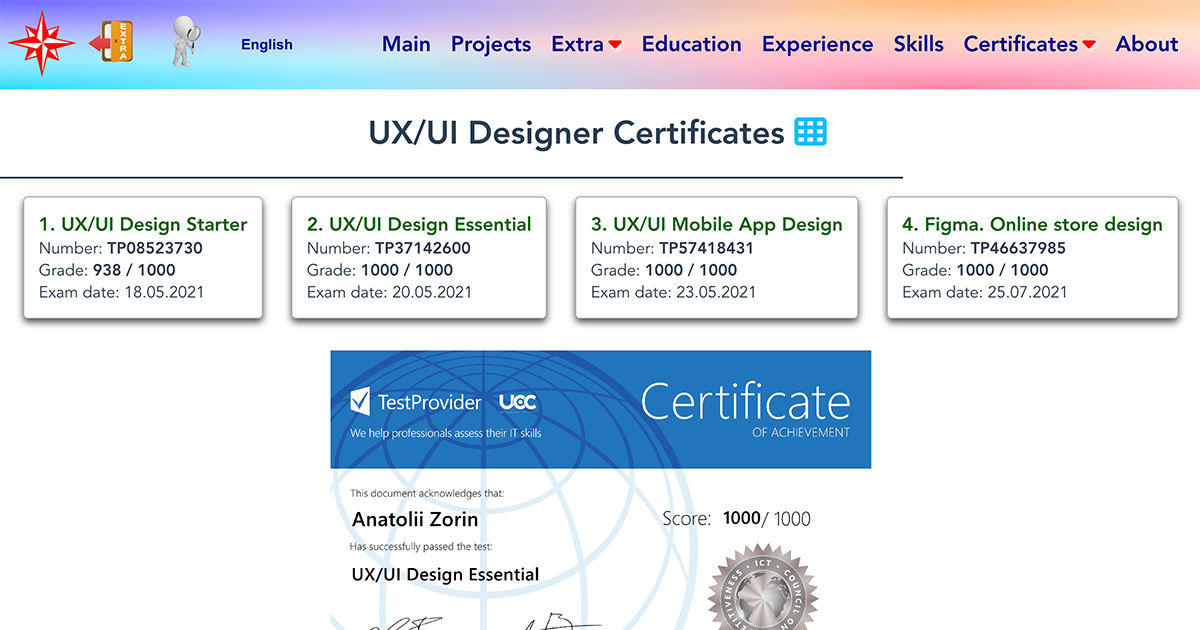 EXTRA
English
Main Projects Extra Education Experience Skills Certificates About
UX/UI Designer Certificates
1. UX/UI Design Starter
Number: TP08523730
Grade: 938 / 1000
Exam date: 18.05.2021
2. UX/UI Design Essential
Number: TP37142600
Grade: 1000 / 1000
Exam date: 20.05.2021
3. UX/UI Mobile App Design
Number: TP57418431
Grade: 1000 / 1000
Exam date: 23.05.2021
4. Figma. Online store design
Number: TP46637985
Grade: 1000 / 1000
Exam date: 25.07.2021
TestProvider UCC
We help professionals assess their IT skills
Certificate
OF ACHIEVEMENT
This document acknowledges that:
Anatolii Zorin
Score: 1000/ 1000
Has successfully passed the test:
UX/UI Design Essential
ICT · COUNCIL ON